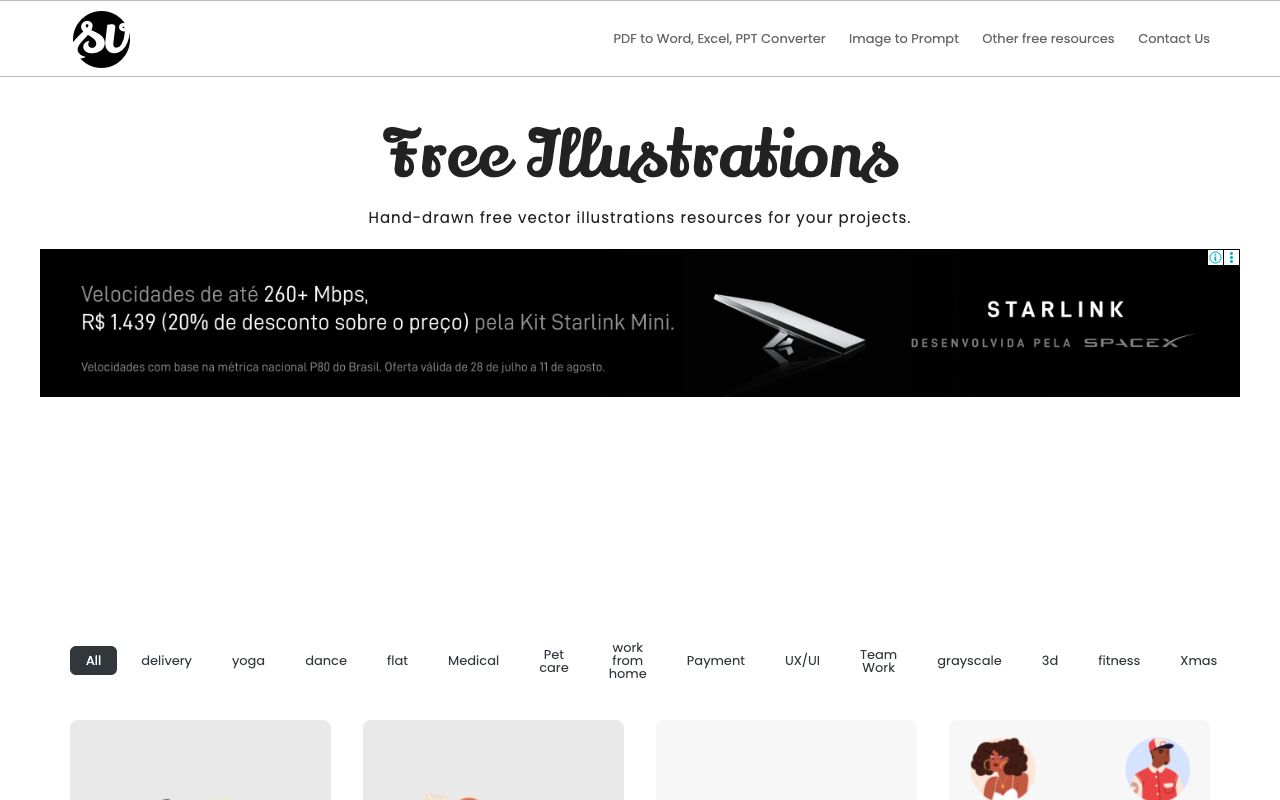 SV
PDF to Word, Excel, PPT Converter
Image to Prompt
Other free resources
Contact Us
Free Illustrations
Hand-drawn free vector illustrations resources for your projects.
Velocidades de até 260+ Mbps,
R$ 1.439 (20% de desconto sobre o preço) pela Kit Starlink Mini.
Velocidades com base na métrica nacional P80 do Brasil. Oferta válida de 28 de julho a 11 de agosto.
STARLINK
DESENVOLVIDA PELA SPACEX
All
delivery
yoga
dance
flat
Medical
Pet
care
work
from
home
Payment
UX/UI
Team
Work
grayscale
3d
fitness
Xmas